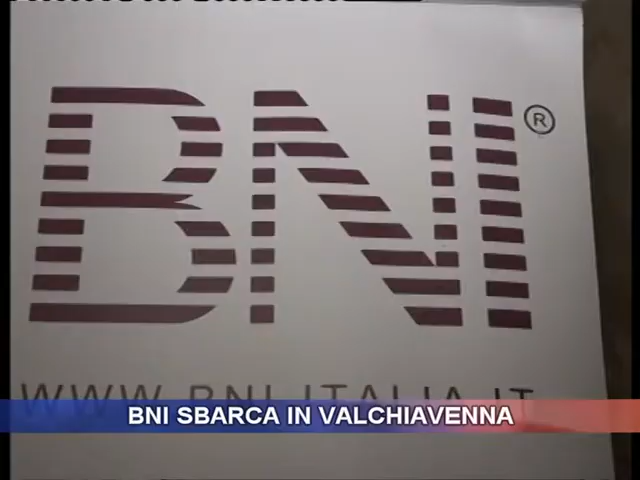 BNI ®
WWW.BNI-ITALIA.IT
BNI SBARCA IN VALCHIAVENNA